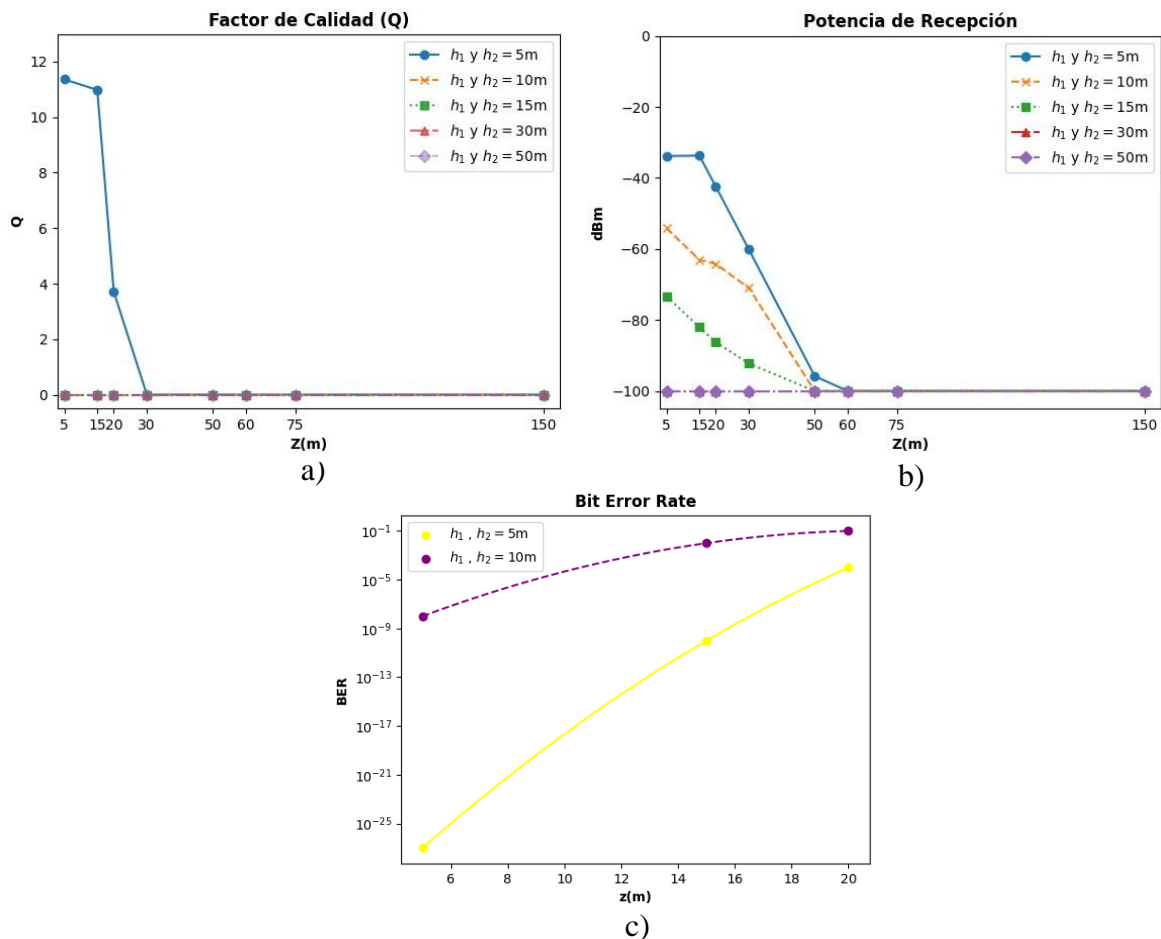 Factor de Calidad (Q)
12
10
8
6
4
2
0
Q
h₁ y h₂ = 5m
h₁ y h₂ = 10m
h₁ y h₂ = 15m
h₁ y h₂ = 30m
h₁ y h₂ = 50m
5 15 20 30 50 60 75 150
Z(m)
a)
Potencia de Recepción
0
−20
−40
−60
−80
−100
dBm
h₁ y h₂ = 5m
h₁ y h₂ = 10m
h₁ y h₂ = 15m
h₁ y h₂ = 30m
h₁ y h₂ = 50m
5 15 20 30 50 60 75 150
Z(m)
b)
Bit Error Rate
10⁻¹
10⁻⁵
10⁻⁹
10⁻¹³
10⁻¹⁷
10⁻²¹
10⁻²⁵
BER
h₁ , h₂ = 5m
h₁ , h₂ = 10m
6 8 10 12 14 16 18 20
z(m)
c)